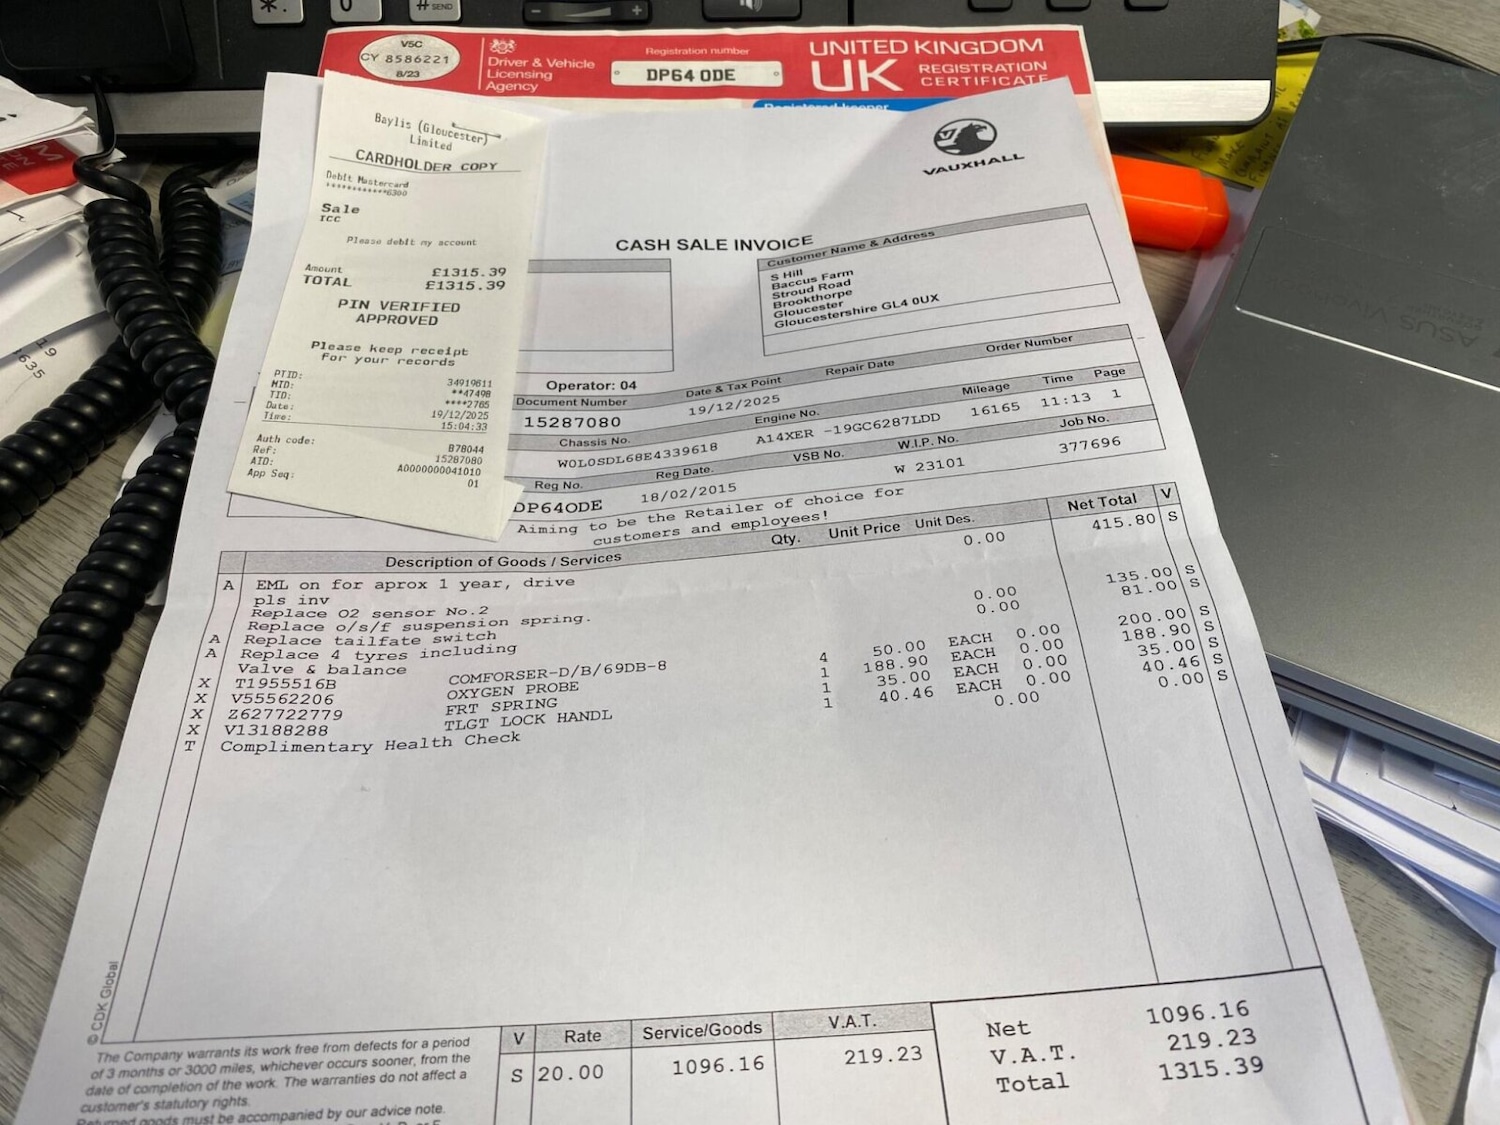 *.
0
#SEND
V5C
CY 8586221
8/23
Driver & Vehicle
Licensing
Agency
Registration number
DP64 ODE
UNITED KINGDOM
UK REGISTRATION
CERTIFICATE
Registered keeper
Baylis (Gloucester)
Limited
CARDHOLDER COPY
Debit Mastercard
************6300
Sale
ICC
Please debit my account
Amount £1315.39
TOTAL £1315.39
PIN VERIFIED
APPROVED
Please keep receipt
for your records
PTID: 34919611
MID: **47498
TID: ****2765
Date: 19/12/2025
Time: 15:04:33
Auth code: B78044
Ref: 15287080
AID: A0000000041010
App Seq: 01
VAUXHALL
CASH SALE INVOICE
Customer Name & Address
S Hill
Baccus Farm
Stroud Road
Brookthorpe
Gloucester
Gloucestershire GL4 0UX
Operator: 04
Document Number Date & Tax Point Repair Date Order Number
15287080 19/12/2025
Chassis No. Engine No. Mileage Time Page
W0L0SDL68E4339618 A14XER -19GC6287LDD 16165 11:13 1
Reg No. Reg Date. VSB No. W.I.P. No. Job No.
DP64ODE 18/02/2015 W 23101 377696
Aiming to be the Retailer of choice for
customers and employees!
Description of Goods / Services Qty. Unit Price Unit Des. Net Total V
A EML on for aprox 1 year, drive 0.00 415.80 S
pls inv
Replace O2 sensor No.2
Replace o/s/f suspension spring.
A Replace tailfate switch 0.00 135.00 S
A Replace 4 tyres including 0.00 81.00 S
Valve & balance
X T1955516B COMFORSER-D/B/69DB-8 4 50.00 EACH 0.00 200.00 S
X V55562206 OXYGEN PROBE 1 188.90 EACH 0.00 188.90 S
X Z627722779 FRT SPRING 1 35.00 EACH 0.00 35.00 S
X V13188288 TLGT LOCK HANDL 1 40.46 EACH 0.00 40.46 S
T Complimentary Health Check 0.00 0.00 S
© CDK Global
The Company warrants its work free from defects for a period
of 3 months or 3000 miles, whichever occurs sooner, from the
date of completion of the work. The warranties do not affect a
customer's statutory rights.
Returned goods must be accompanied by our advice note.
V Rate Service/Goods V.A.T.
S 20.00 1096.16 219.23
Net 1096.16
V.A.T. 219.23
Total 1315.39
ASUS
19
635